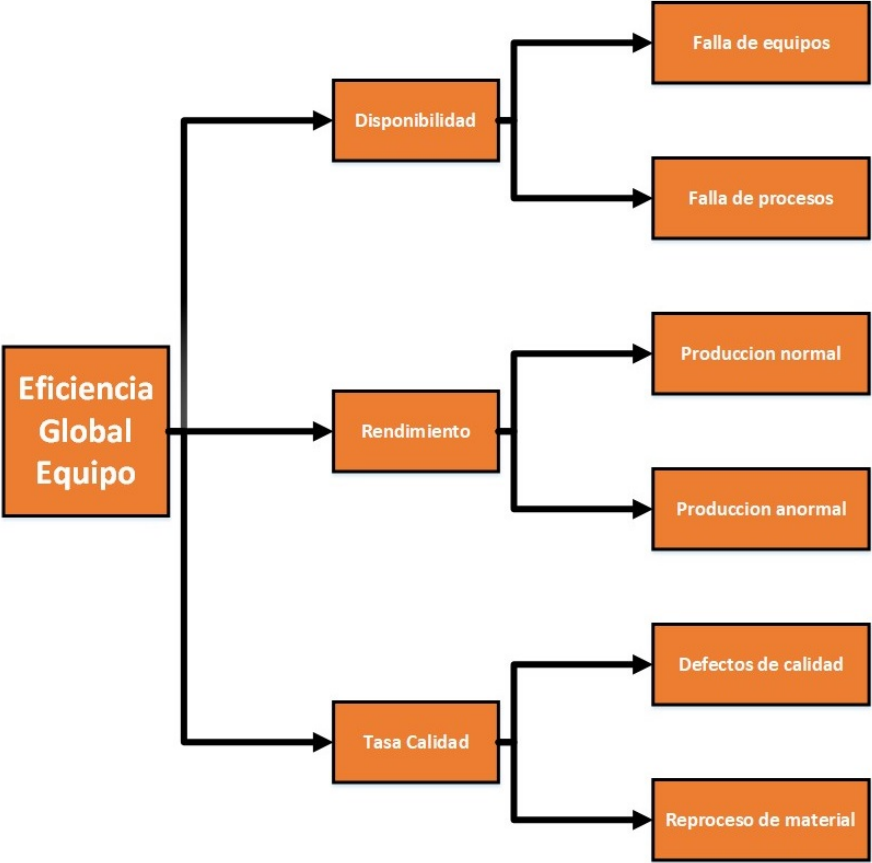 Eficiencia
Global
Equipo
Disponibilidad
Falla de equipos
Falla de procesos
Rendimiento
Produccion normal
Produccion anormal
Tasa Calidad
Defectos de calidad
Reproceso de material